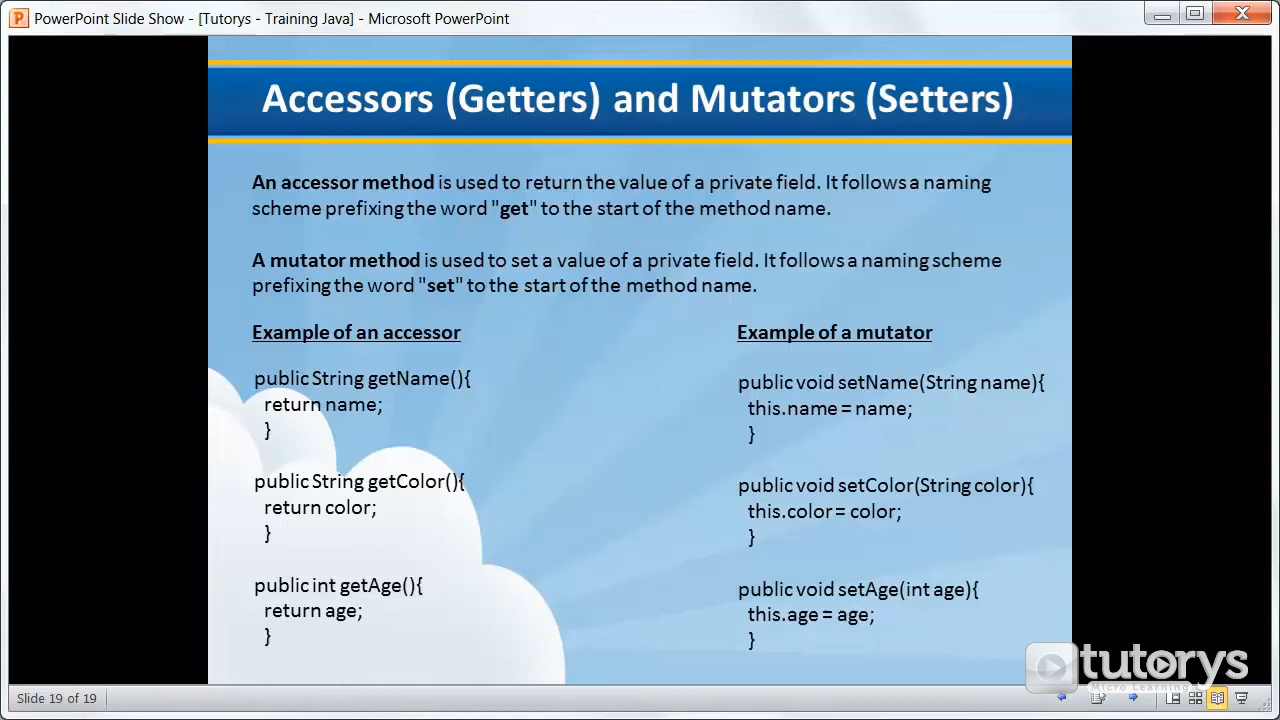 PowerPoint Slide Show - [Tutorys - Training Java] - Microsoft PowerPoint
Accessors (Getters) and Mutators (Setters)
An accessor method is used to return the value of a private field. It follows a naming
scheme prefixing the word "get" to the start of the method name.
A mutator method is used to set a value of a private field. It follows a naming scheme
prefixing the word "set" to the start of the method name.
Example of an accessor
public String getName(){
return name;
}
public String getColor(){
return color;
}
public int getAge(){
return age;
}
Example of a mutator
public void setName(String name){
this.name = name;
}
public void setColor(String color){
this.color = color;
}
public void setAge(int age){
this.age = age;
}
tutorys
Micro Learning
Slide 19 of 19